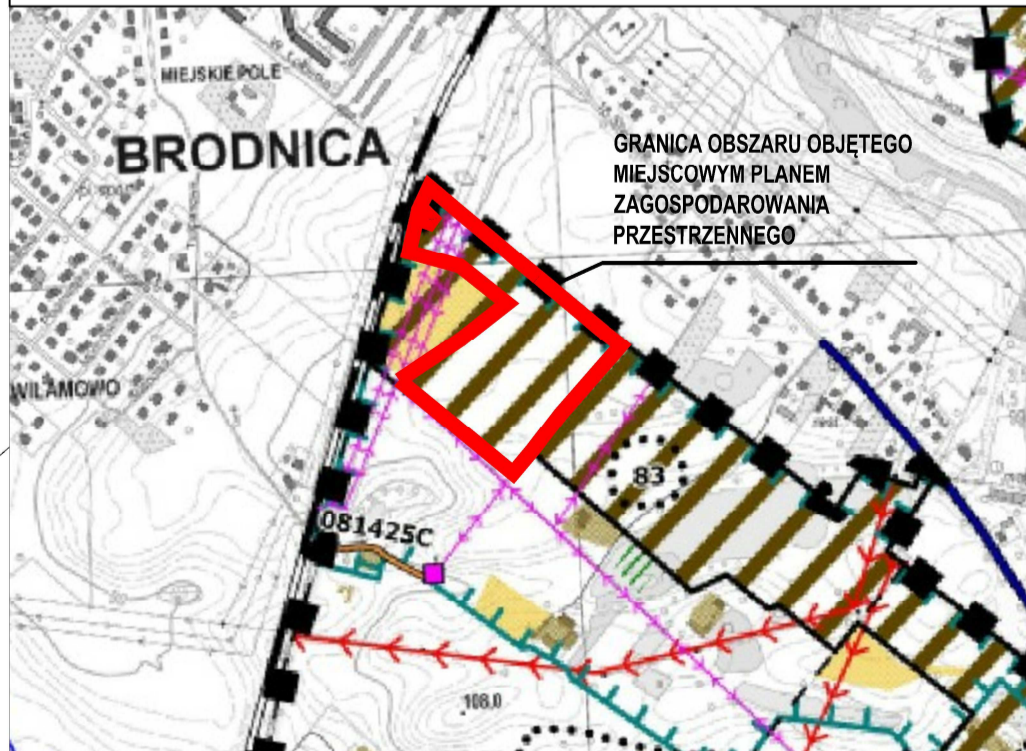 MIEJSKIE POLE
BRODNICA
GRANICA OBSZARU OBJĘTEGO
MIEJSCOWYM PLANEM
ZAGOSPODAROWANIA
PRZESTRZENNEGO
WILAMOWO
83
081425C
108.0